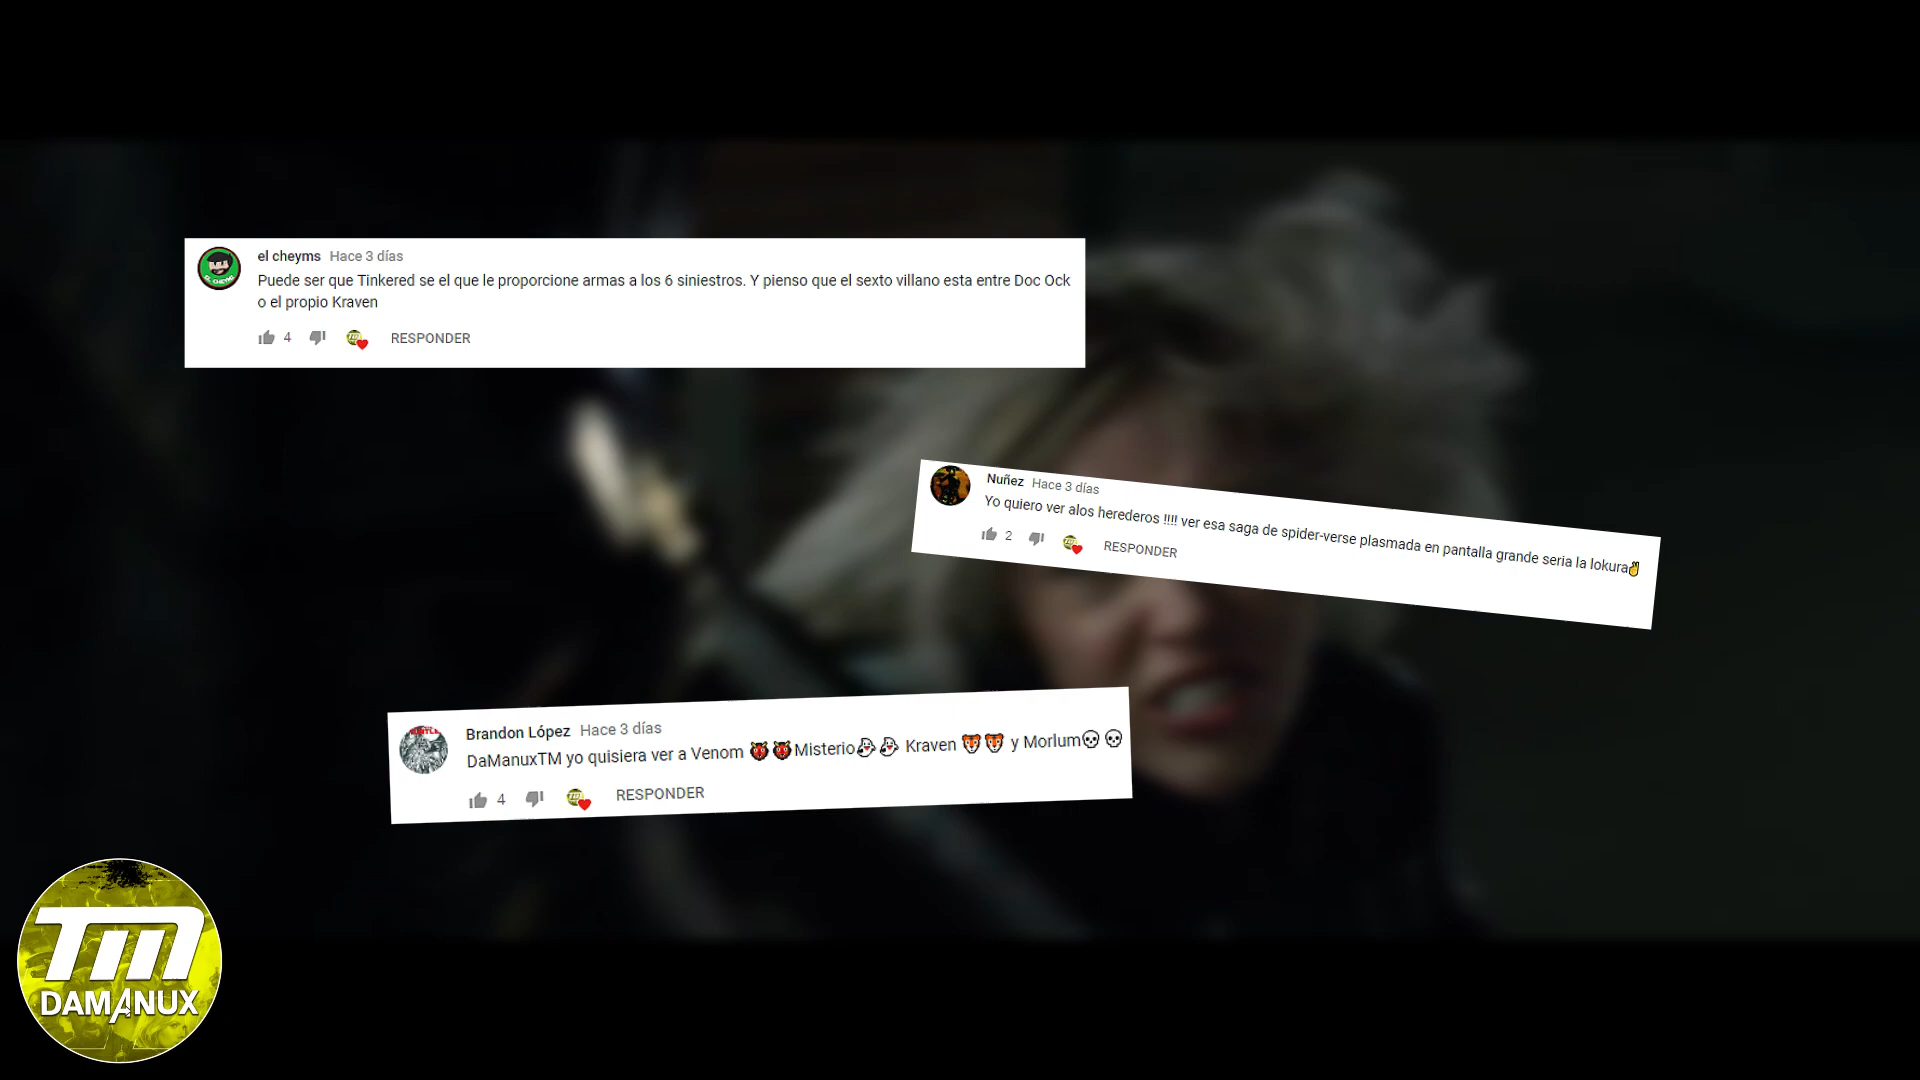 el cheyms Hace 3 días
Puede ser que Tinkered se el que le proporcione armas a los 6 siniestros. Y pienso que el sexto villano esta entre Doc Ock
o el propio Kraven
4 RESPONDER
Nuñez Hace 3 días
Yo quiero ver alos herederos !!!! ver esa saga de spider-verse plasmada en pantalla grande seria la lokura✌
2 RESPONDER
Brandon López Hace 3 días
DaManuxTM yo quisiera ver a Venom 👹👹Misterio👻👻 Kraven 🐯🐯 y Morlum💀💀
4 RESPONDER
TM
DAMANUX